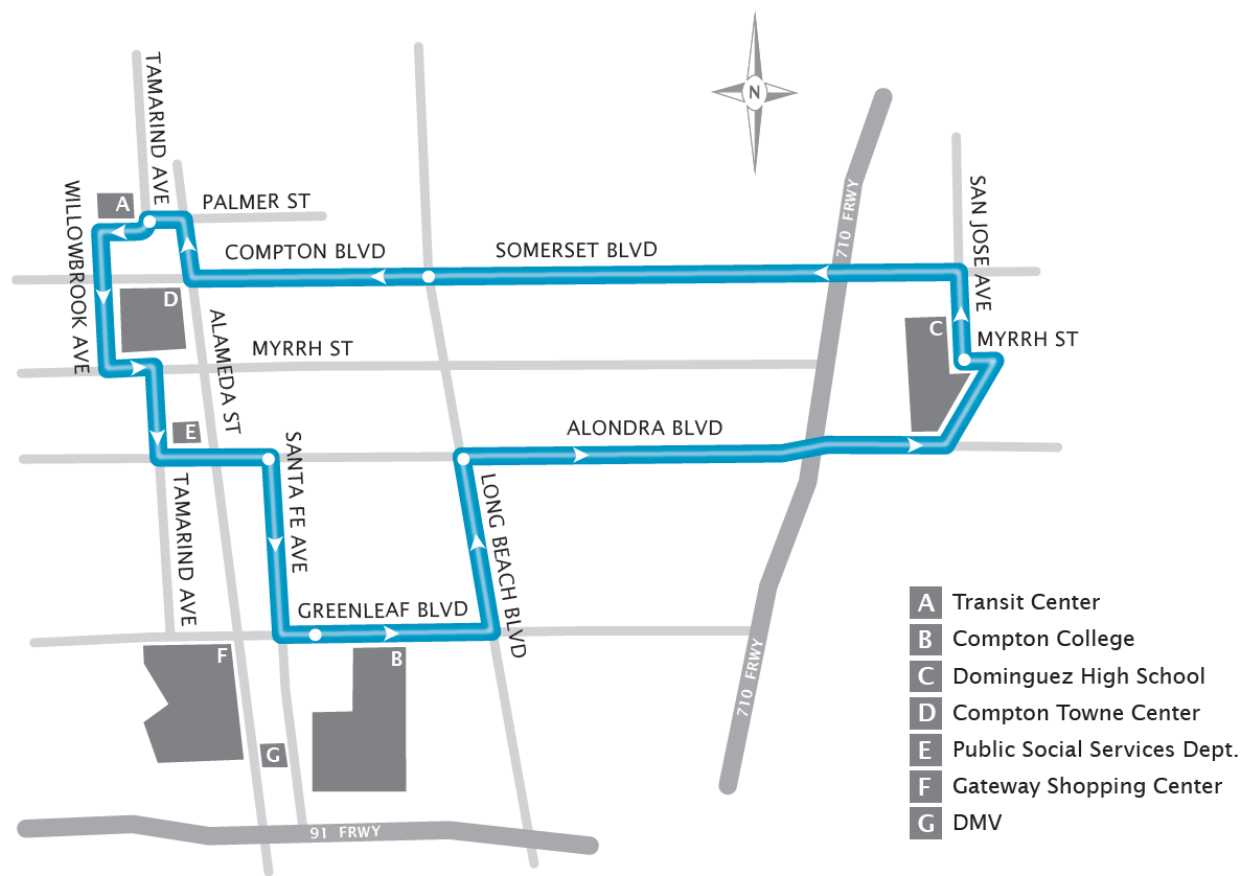 TAMARIND AVE
N
710 FRWY
SAN JOSE AVE
A
PALMER ST
WILLOWBROOK AVE
COMPTON BLVD
SOMERSET BLVD
D
ALAMEDA ST
C
MYRRH ST
MYRRH ST
E
ALONDRA BLVD
SANTA FE AVE
TAMARIND AVE
LONG BEACH BLVD
GREENLEAF BLVD
F
B
710 FRWY
G
91 FRWY
A Transit Center
B Compton College
C Dominguez High School
D Compton Towne Center
E Public Social Services Dept.
F Gateway Shopping Center
G DMV